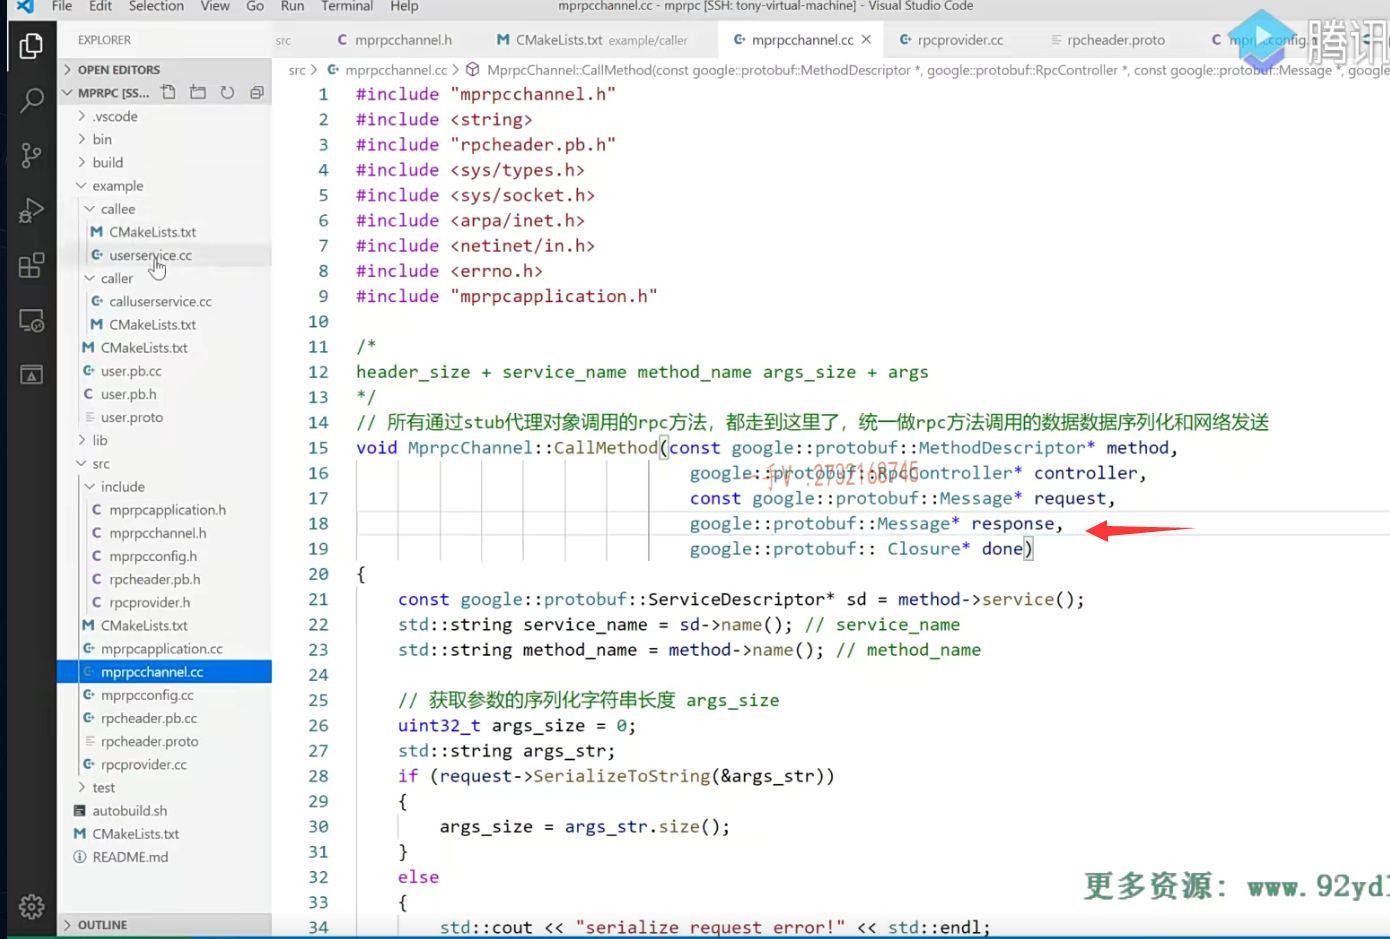 File Edit Selection View Go Run Terminal Help
mprpcchannel.cc - mprpc [SSH: tony-virtual-machine] - Visual Studio Code
EXPLORER
src
mprpcchannel.h
CMakeLists.txt example/caller
mprpcchannel.cc
rpcprovider.cc
rpcheader.proto
腾讯
OPEN EDITORS
src > mprpcchannel.cc > MprpcChannel::CallMethod(const google::protobuf::MethodDescriptor *, google::protobuf::RpcController *, const google::protobuf::Message *, google
MPRPC [SS...
.vscode
bin
build
example
callee
CMakeLists.txt
userservice.cc
caller
calluserservice.cc
CMakeLists.txt
CMakeLists.txt
user.pb.cc
user.pb.h
user.proto
lib
src
include
mprpcapplication.h
mprpcchannel.h
mprpcconfig.h
rpcheader.pb.h
rpcprovider.h
CMakeLists.txt
mprpcapplication.cc
mprpcchannel.cc
mprpcconfig.cc
rpcheader.pb.cc
rpcheader.proto
rpcprovider.cc
test
autobuild.sh
CMakeLists.txt
README.md
OUTLINE
1 #include "mprpcchannel.h"
2 #include <string>
3 #include "rpcheader.pb.h"
4 #include <sys/types.h>
5 #include <sys/socket.h>
6 #include <arpa/inet.h>
7 #include <netinet/in.h>
8 #include <errno.h>
9 #include "mprpcapplication.h"
10
11 /*
12 header_size + service_name method_name args_size + args
13 */
14 // 所有通过stub代理对象调用的rpc方法，都走到这里了，统一做rpc方法调用的数据数据序列化和网络发送
15 void MprpcChannel::CallMethod(const google::protobuf::MethodDescriptor* method,
16 google::protobuf::RpcController* controller,
17 const google::protobuf::Message* request,
18 google::protobuf::Message* response,
19 google::protobuf:: Closure* done)
20 {
21 const google::protobuf::ServiceDescriptor* sd = method->service();
22 std::string service_name = sd->name(); // service_name
23 std::string method_name = method->name(); // method_name
24
25 // 获取参数的序列化字符串长度 args_size
26 uint32_t args_size = 0;
27 std::string args_str;
28 if (request->SerializeToString(&args_str))
29 {
30 args_size = args_str.size();
31 }
32 else
33 {
34 std::cout << "serialize request error!" << std::endl;
更多资源：www.92yd